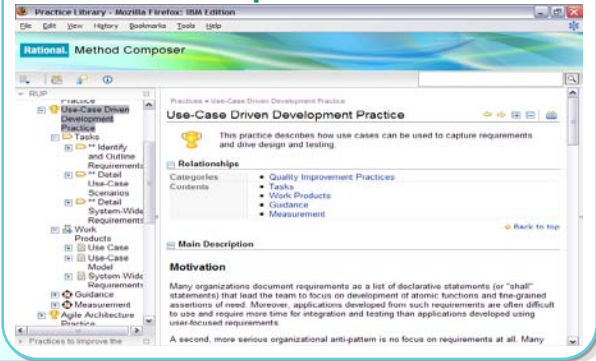 Practice Library - Mozilla Firefox: IBM Edition
File Edit View History Bookmarks Tools Help
Rational. Method Composer
RUP
Practice
Use-Case Driven
Development
Practice
Tasks
** Identify
and Outline
Requirements
** Detail
Use-Case
Scenarios
** Detail
System-Wide
Requirements
Work
Products
Use Case
Use-Case
Model
System-Wide
Requirements
Guidance
Measurement
Agile Architecture
Practice
Practices to Improve the
Practices » Use-Case Driven Development Practice
Use-Case Driven Development Practice
This practice describes how use cases can be used to capture requirements
and drive design and testing.
Relationships
Categories
Quality Improvement Practices
Contents
Tasks
Work Products
Guidance
Measurement
Back to top
Main Description
Motivation
Many organizations document requirements as a list of declarative statements (or "shall"
statements) that lead the team to focus on development of atomic functions and fine-grained
assertions of need. Moreover, applications developed from such requirements are often difficult
to use and require more time for integration and testing than applications developed using
user-focused requirements.
A second, more serious organizational anti-pattern is no focus on requirements at all. Many